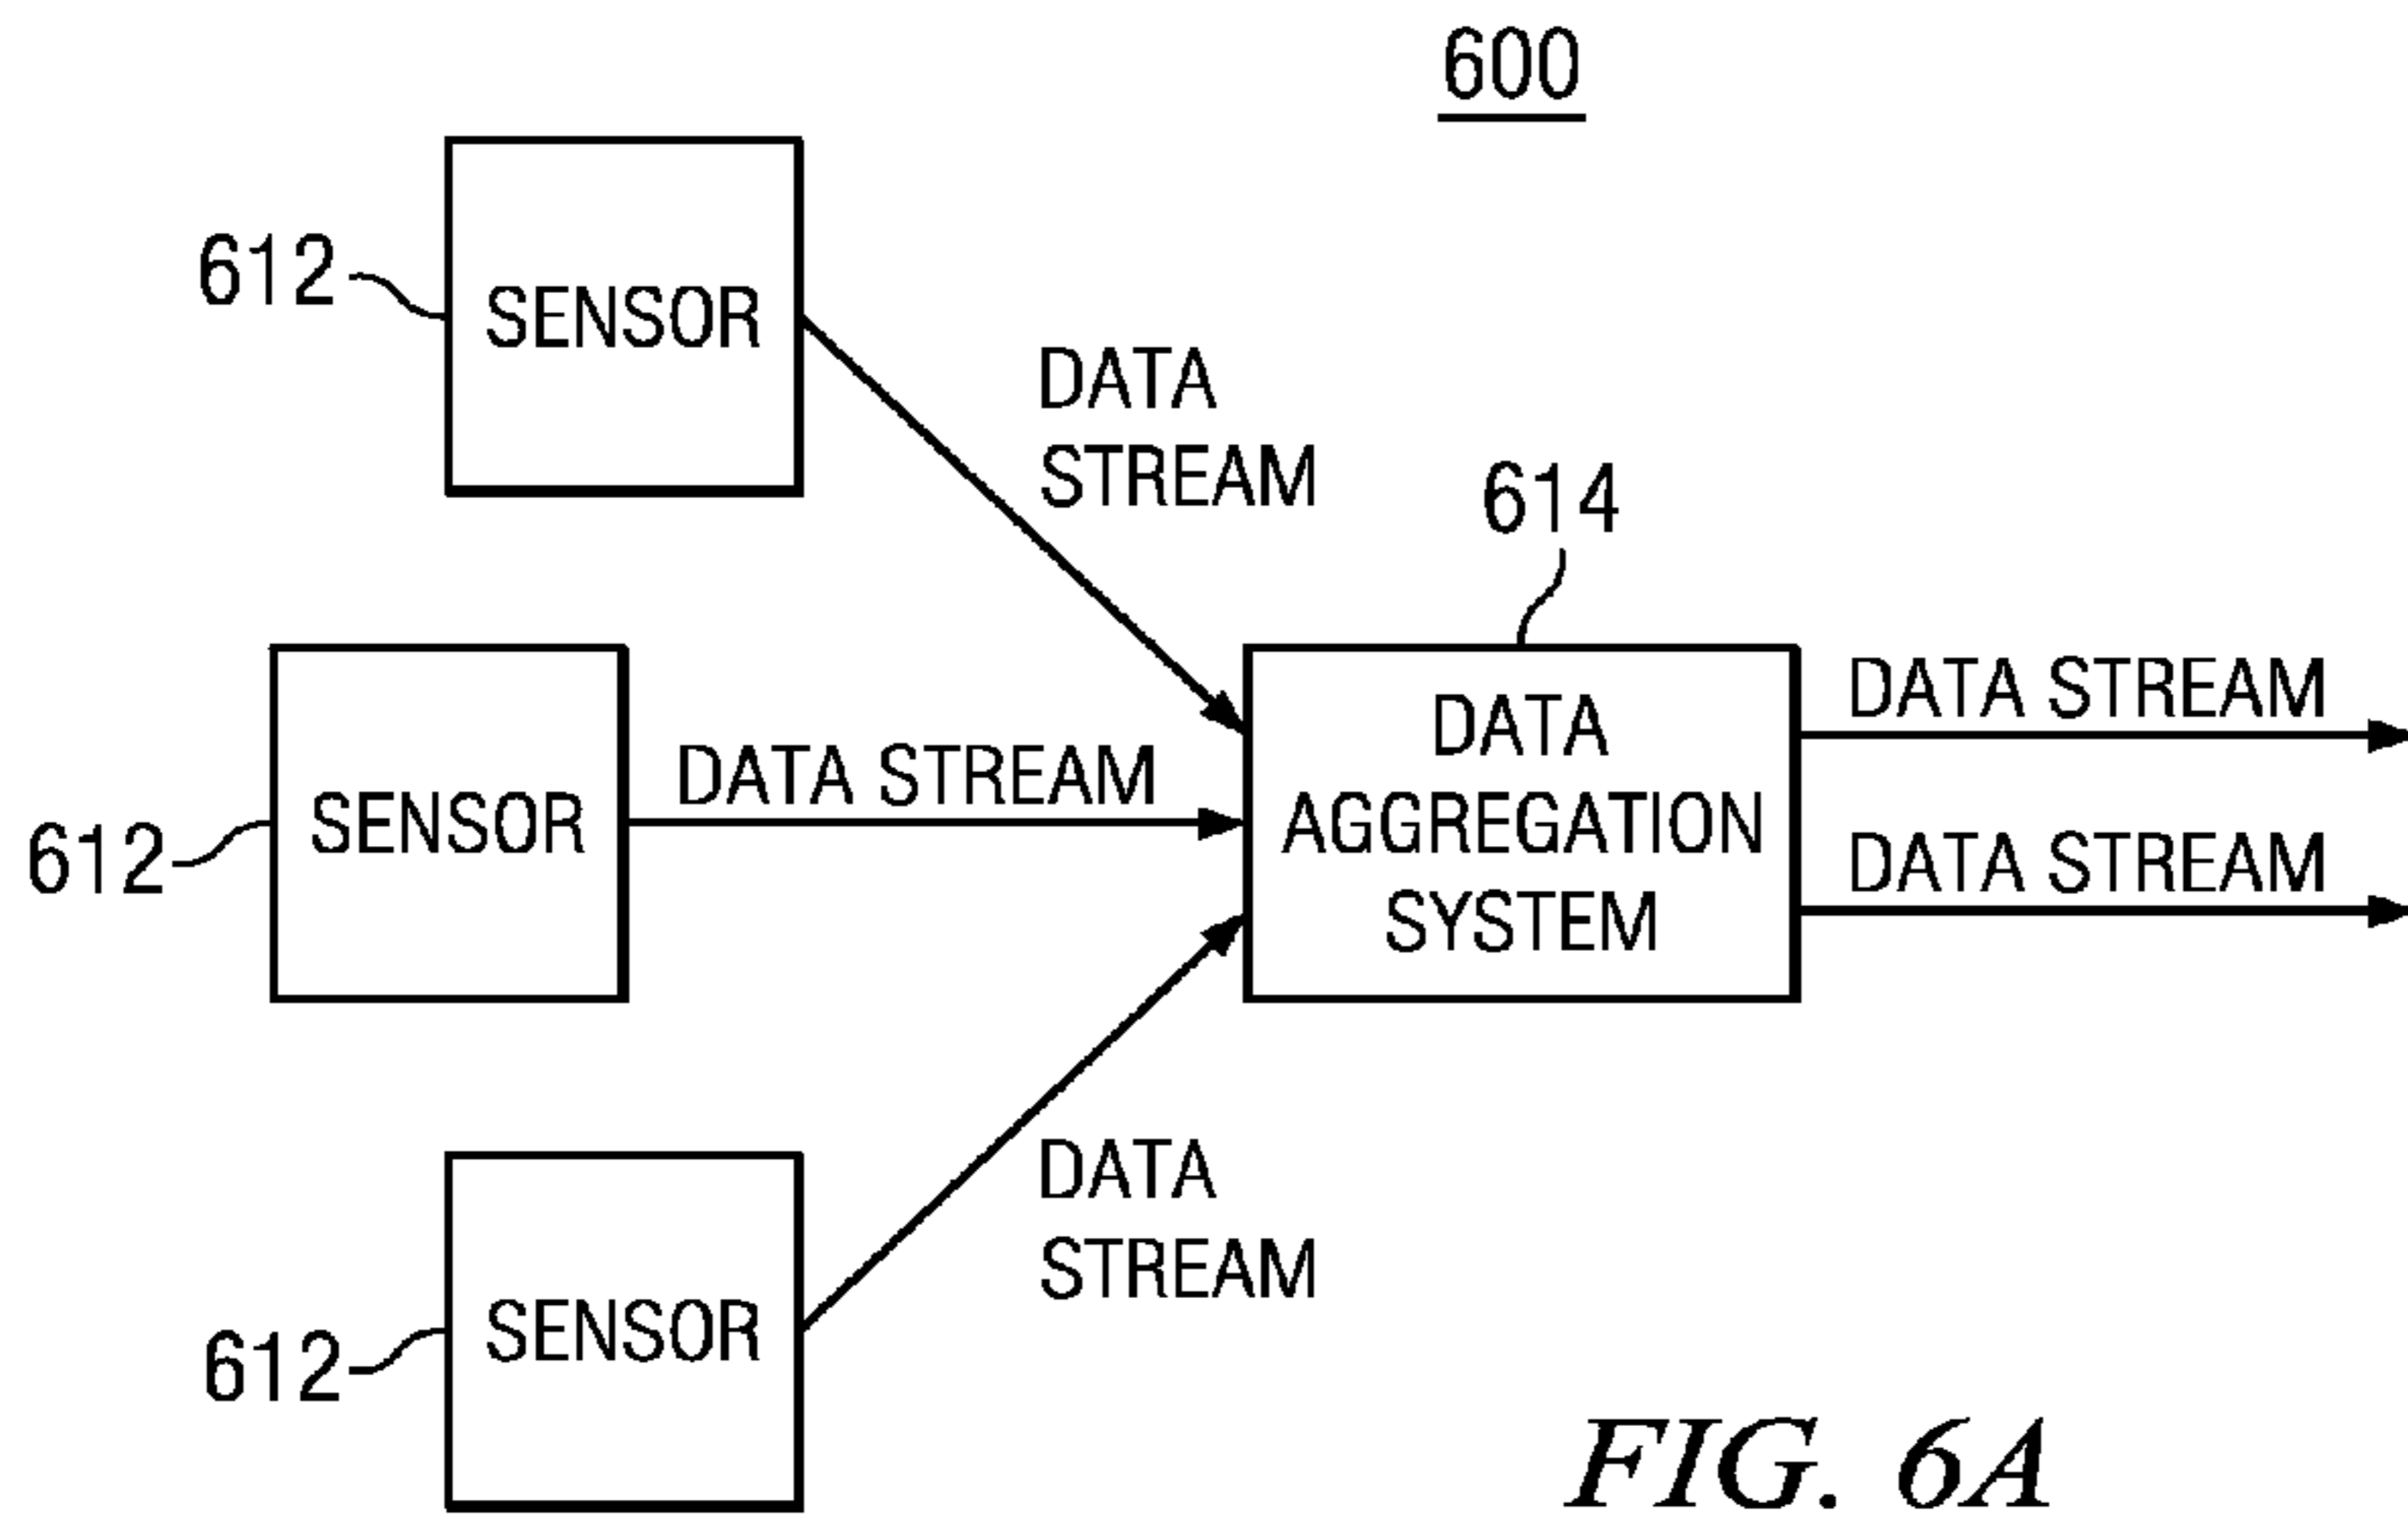 600
612
SENSOR
DATA
STREAM
614
612
SENSOR
DATA STREAM
DATA
AGGREGATION
SYSTEM
DATA STREAM
DATA STREAM
612
SENSOR
DATA
STREAM
FIG. 6A